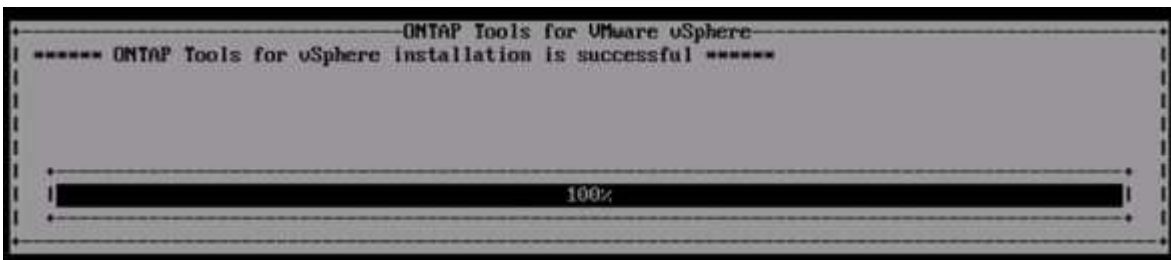 ONTAP Tools for VMware vSphere
****** ONTAP Tools for vSphere installation is successful ******
100%